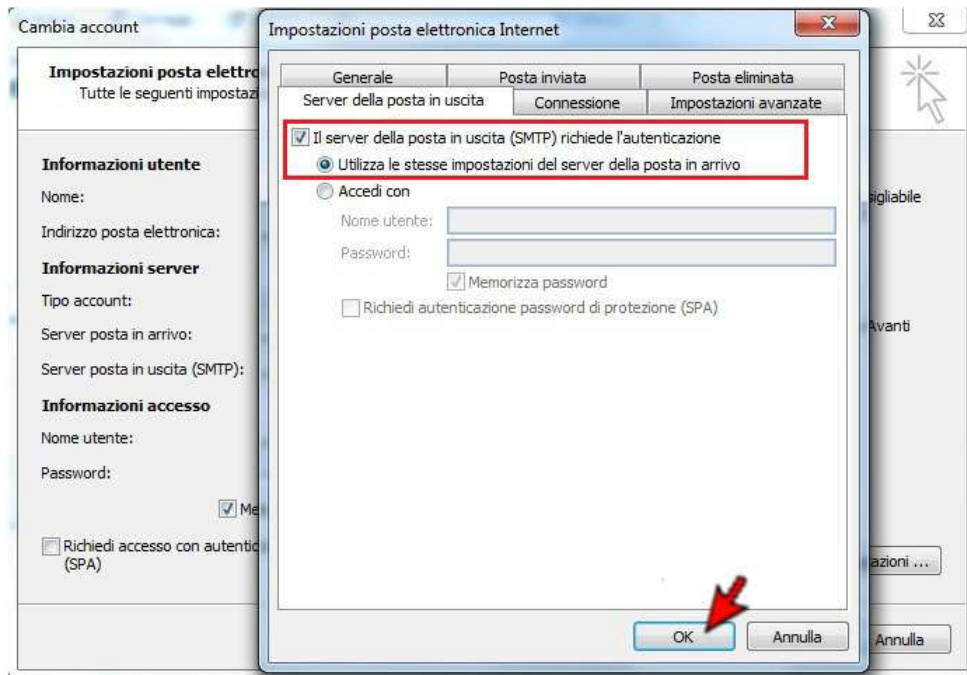 Cambia account
Impostazioni posta elettronica Internet
Impostazioni posta elettro
Tutte le seguenti impostazi
Generale
Posta inviata
Posta eliminata
Server della posta in uscita
Connessione
Impostazioni avanzate
Il server della posta in uscita (SMTP) richiede l'autenticazione
Utilizza le stesse impostazioni del server della posta in arrivo
Accedi con
Nome utente:
Password:
Memorizza password
Richiedi autenticazione password di protezione (SPA)
Informazioni utente
Nome:
Indirizzo posta elettronica:
Informazioni server
Tipo account:
Server posta in arrivo:
Server posta in uscita (SMTP):
Informazioni accesso
Nome utente:
Password:
Me
Richiedi accesso con autentic
(SPA)
sigliabile
Avanti
azioni ...
OK
Annulla
Annulla